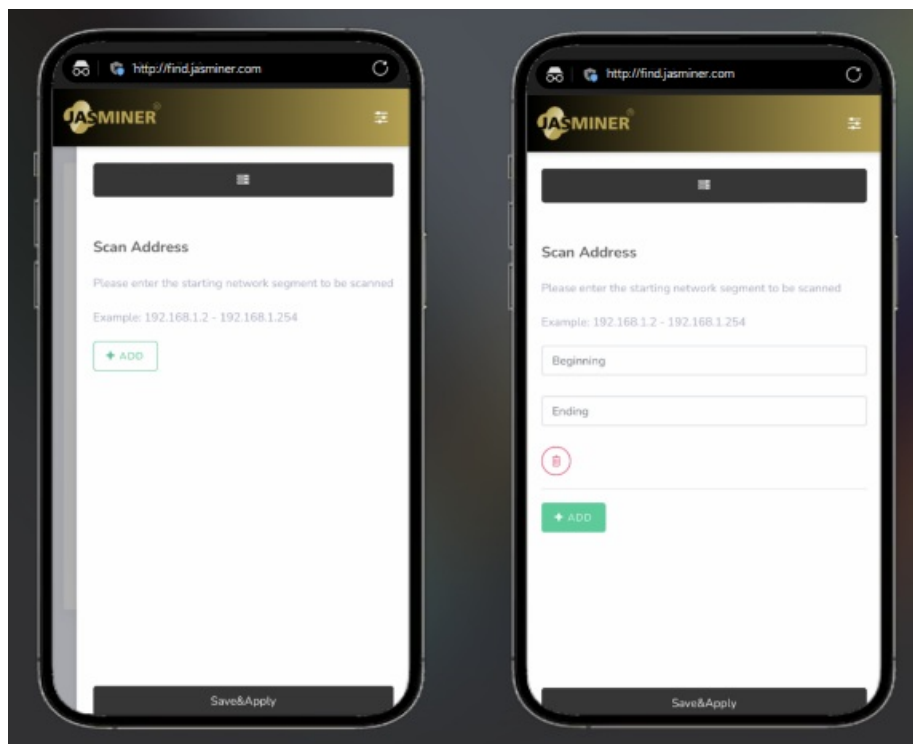 http://find.jasminer.com
JASMINER®
Scan Address
Please enter the starting network segment to be scanned
Example: 192.168.1.2 - 192.168.1.254
+ ADD
Save&Apply
http://find.jasminer.com
JASMINER®
Scan Address
Please enter the starting network segment to be scanned
Example: 192.168.1.2 - 192.168.1.254
Beginning
Ending
+ ADD
Save&Apply